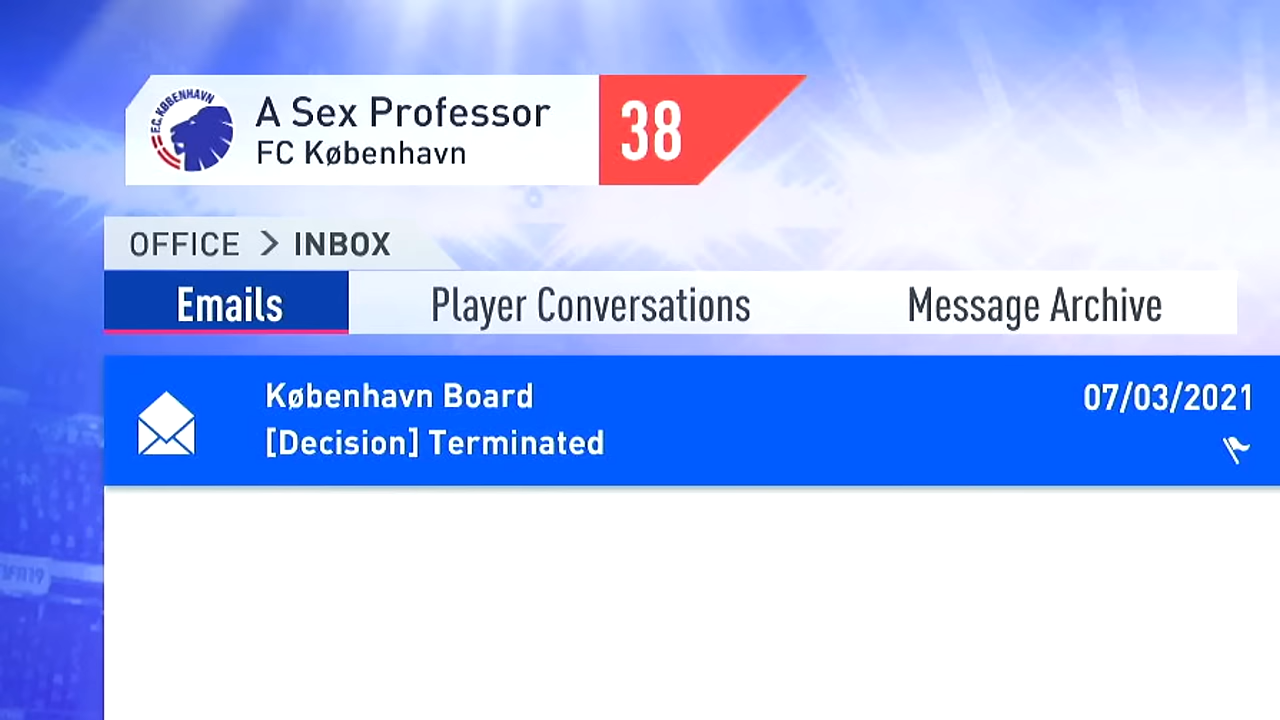 F.C. KØBENHAVN
A Sex Professor
FC København
38
OFFICE > INBOX
Emails
Player Conversations
Message Archive
København Board
07/03/2021
[Decision] Terminated